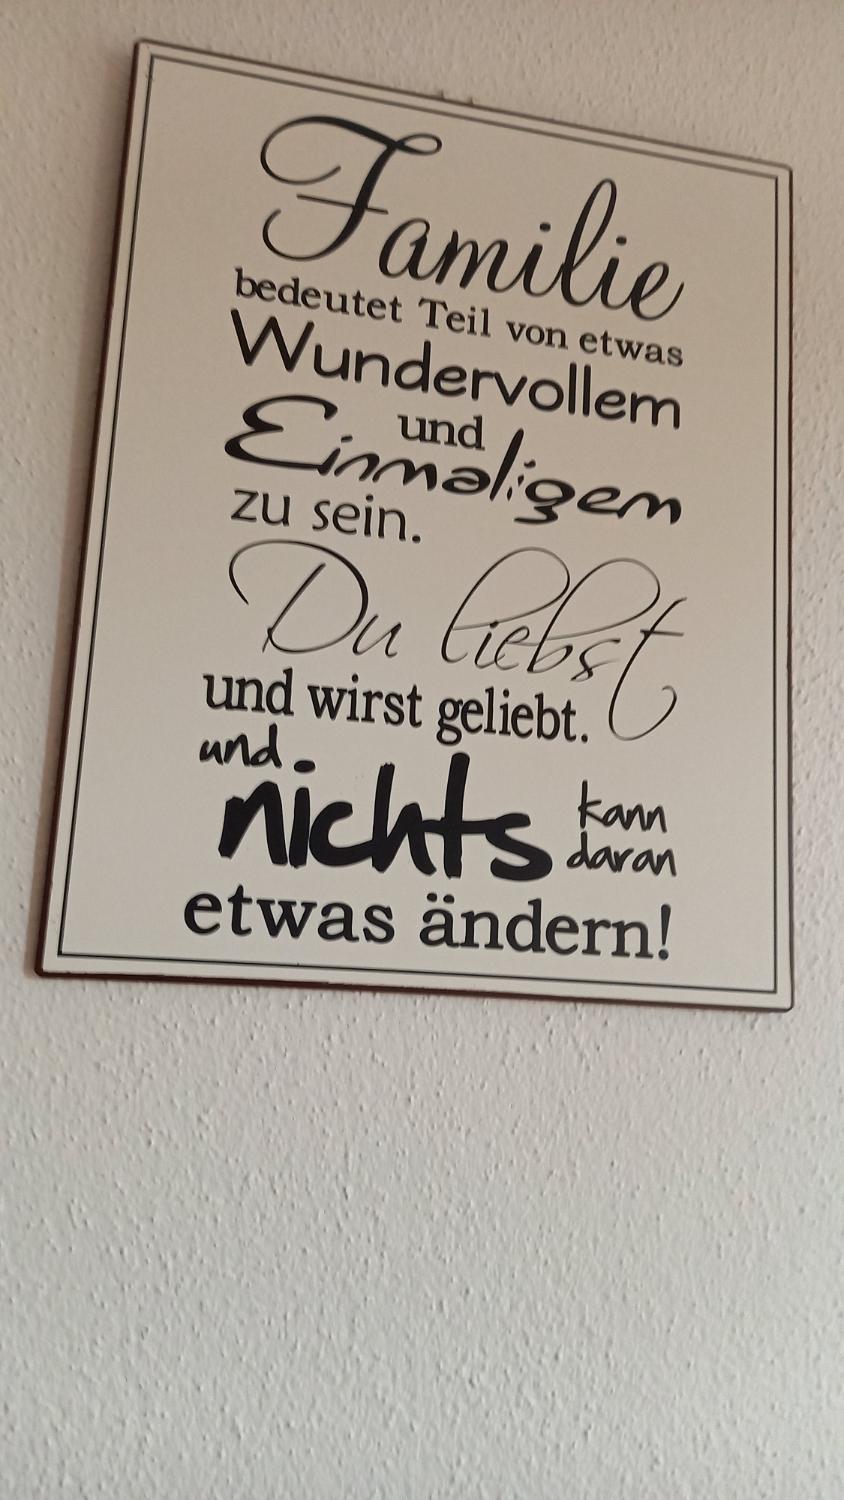 Familie
bedeutet Teil von etwas
Wundervollem
und
Einmaligem
zu sein.
Du liebst
und wirst geliebt.
und
nichts kann
daran
etwas ändern!